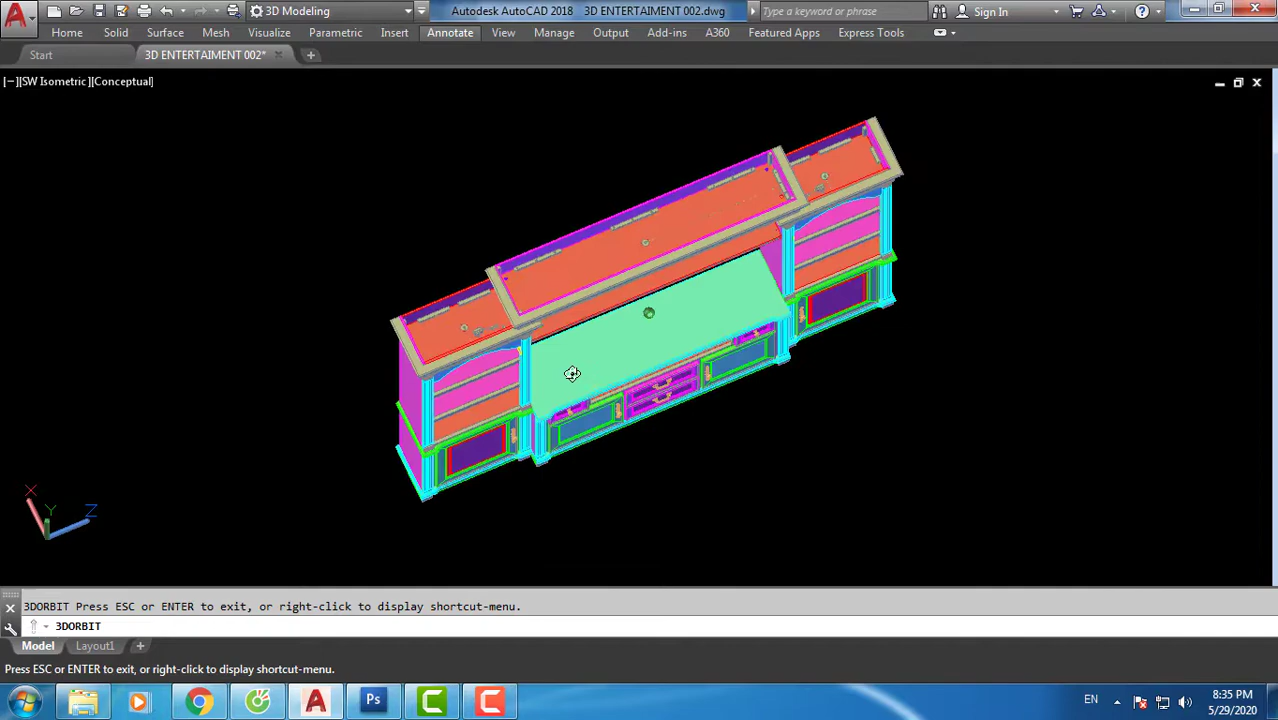 3D Modeling
Autodesk AutoCAD 2018 3D ENTERTAIMENT 002.dwg
Type a keyword or phrase
Sign In
Home Solid Surface Mesh Visualize Parametric Insert Annotate View Manage Output Add-ins A360 Featured Apps Express Tools
Start 3D ENTERTAIMENT 002*
[−][SW Isometric][Conceptual]
X
Y
Z
3DORBIT Press ESC or ENTER to exit, or right-click to display shortcut-menu.
3DORBIT
Model Layout1
Press ESC or ENTER to exit, or right-click to display shortcut-menu.
A Ps C C
EN
8:35 PM
5/29/2020